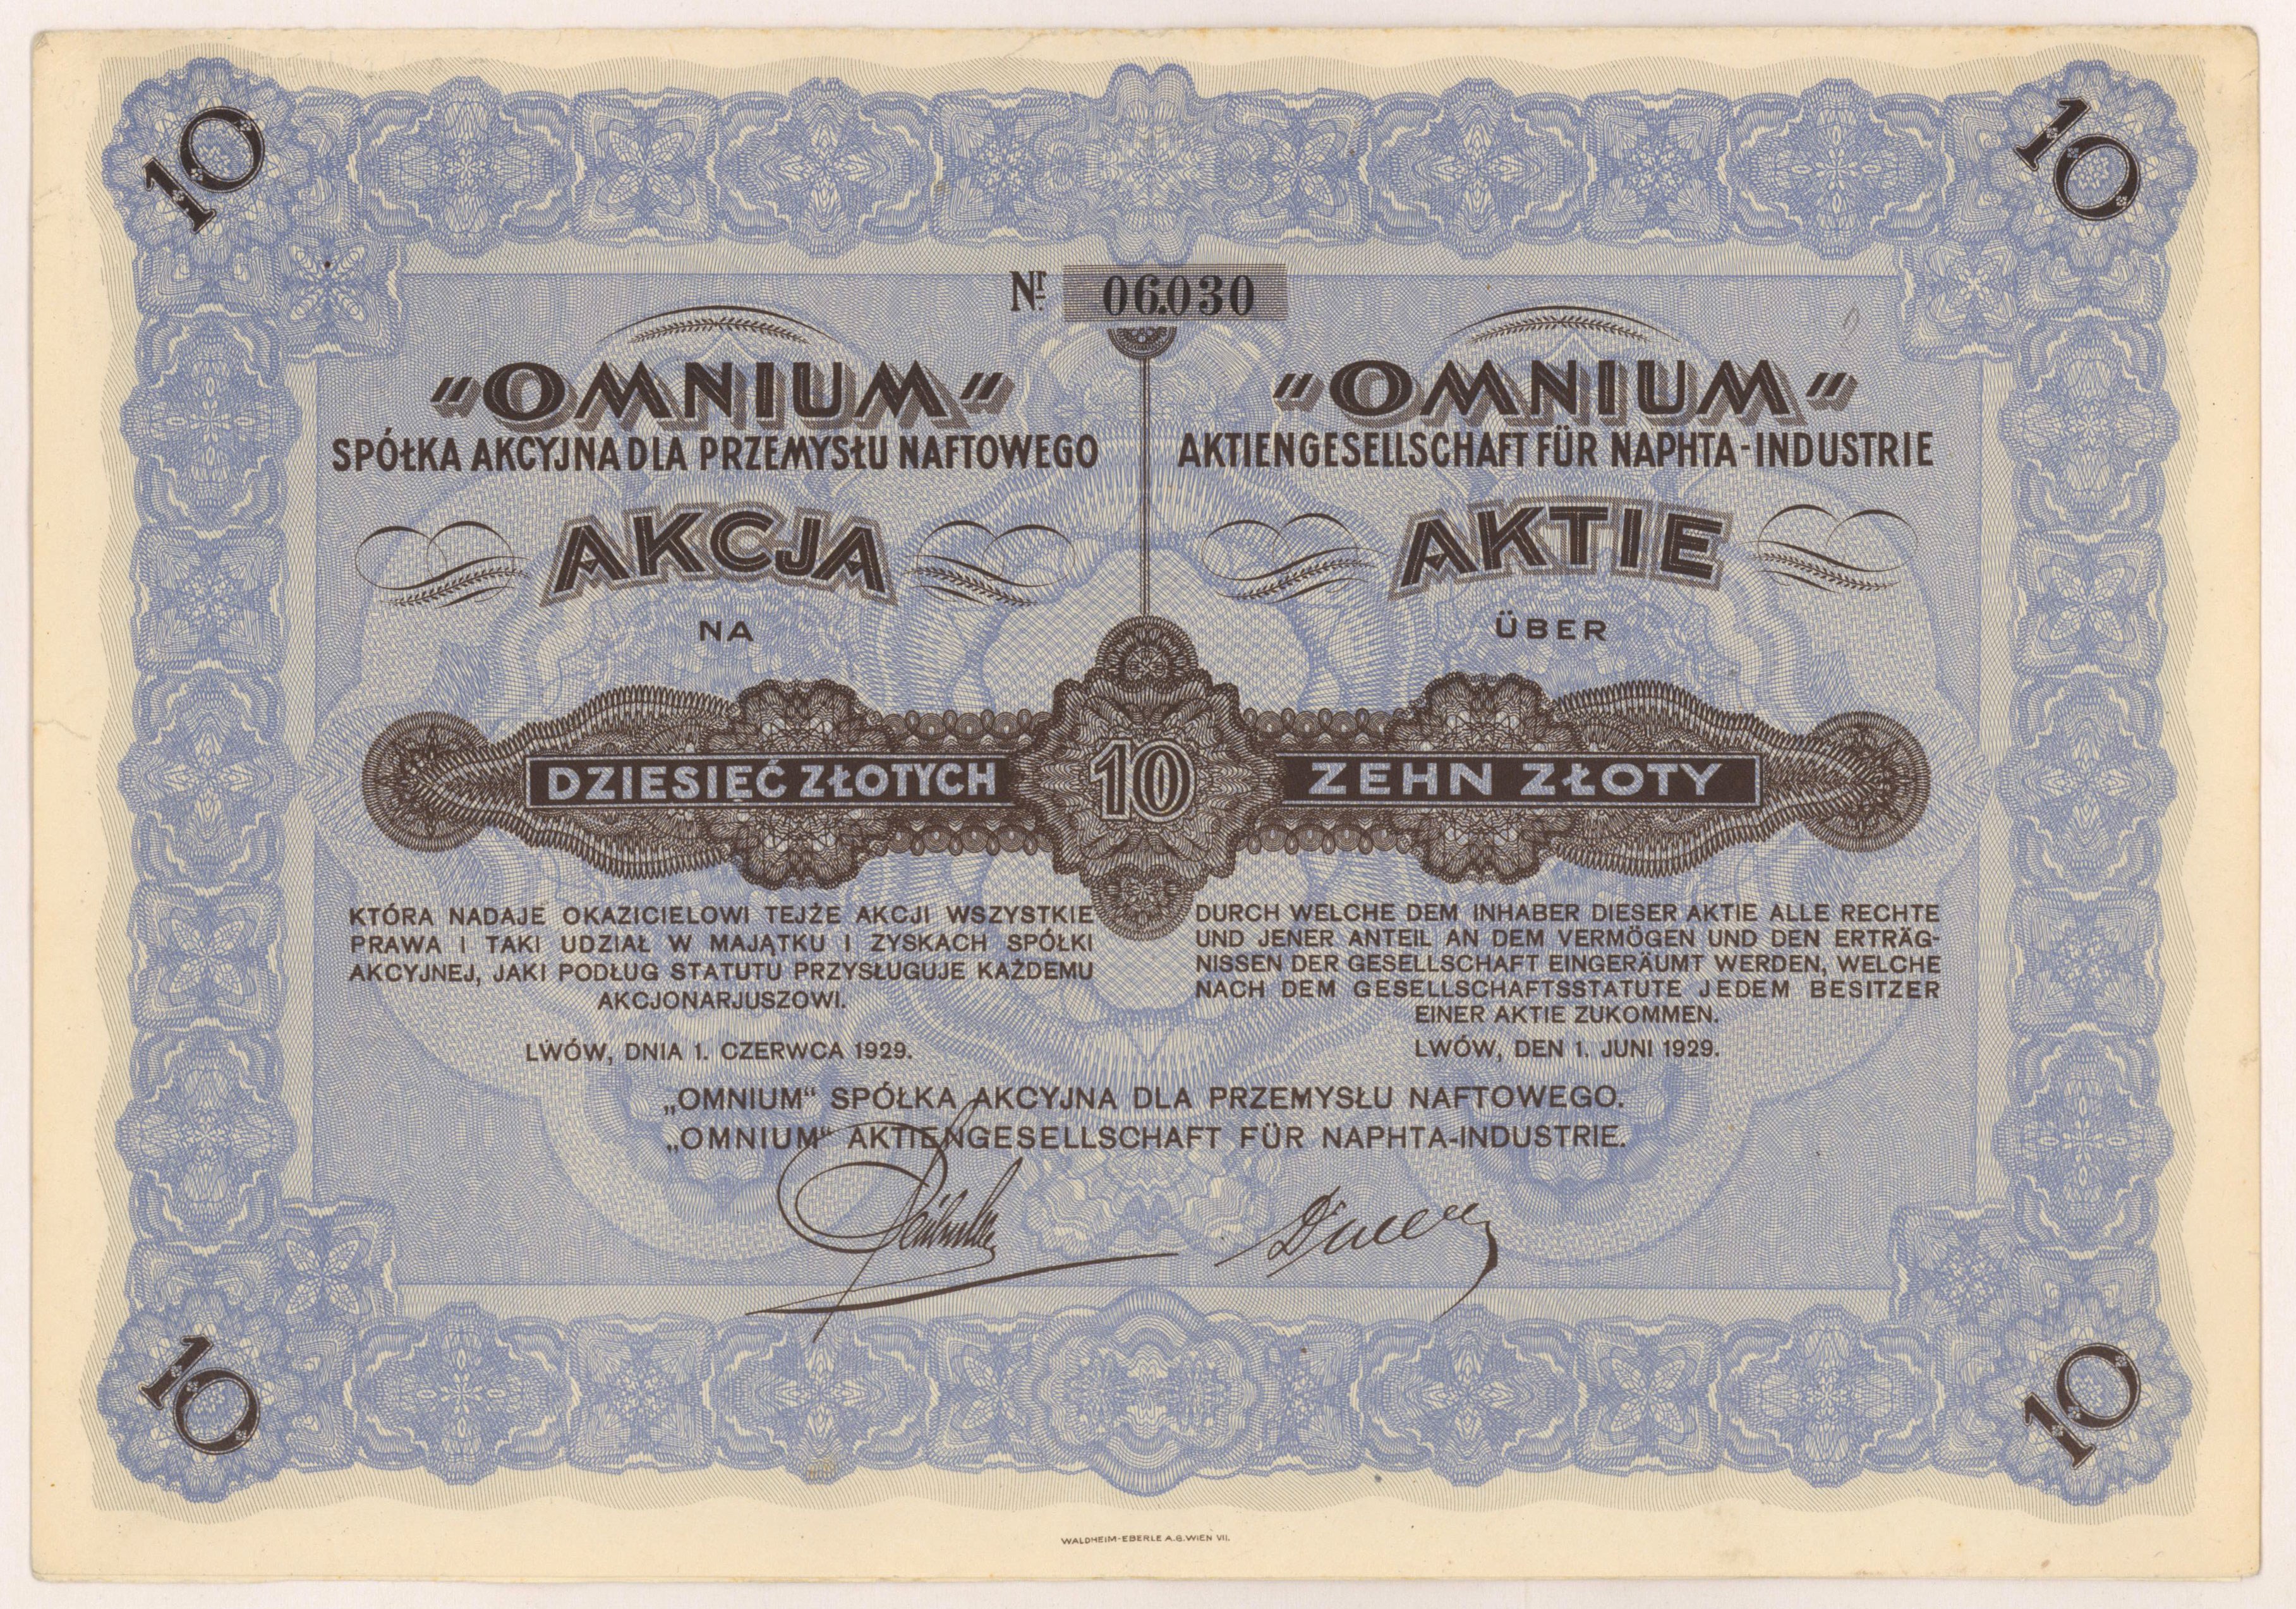 10
10
Nr. 06.030
"OMNIUM"
SPÓŁKA AKCYJNA DLA PRZEMYSŁU NAFTOWEGO
AKCJA
NA
DZIESIĘĆ ZŁOTYCH
KTÓRA NADAJE OKAZICIELOWI TEJŻE AKCJI WSZYSTKIE
PRAWA I TAKI UDZIAŁ W MAJĄTKU I ZYSKACH SPÓŁKI
AKCYJNEJ, JAKI PODŁUG STATUTU PRZYSŁUGUJE KAŻDEMU
AKCJONARJUSZOWI.
LWÓW, DNIA 1. CZERWCA 1929.
10
"OMNIUM"
AKTIENGESELLSCHAFT FÜR NAPHTA-INDUSTRIE
AKTIE
ÜBER
ZEHN ZŁOTY
DURCH WELCHE DEM INHABER DIESER AKTIE ALLE RECHTE
UND JENER ANTEIL AN DEM VERMÖGEN UND DEN ERTRÄG-
NISSEN DER GESELLSCHAFT EINGERÄUMT WERDEN, WELCHE
NACH DEM GESELLSCHAFTSSTATUTE JEDEM BESITZER
EINER AKTIE ZUKOMMEN.
LWÓW, DEN 1. JUNI 1929.
„OMNIUM“ SPÓŁKA AKCYJNA DLA PRZEMYSŁU NAFTOWEGO.
„OMNIUM“ AKTIENGESELLSCHAFT FÜR NAPHTA-INDUSTRIE.
10
10
WALDHEIM-EBERLE A.G. WIEN VII.